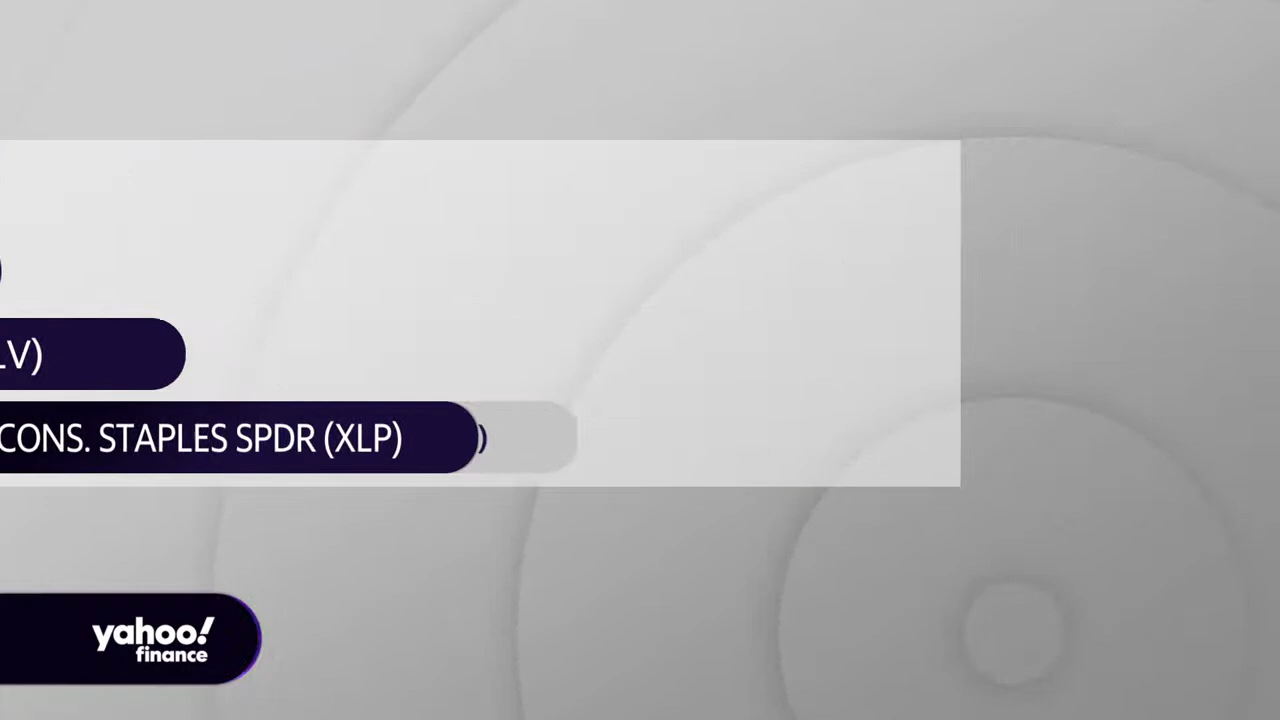 LV)
CONS. STAPLES SPDR (XLP)
)
yahoo!
finance